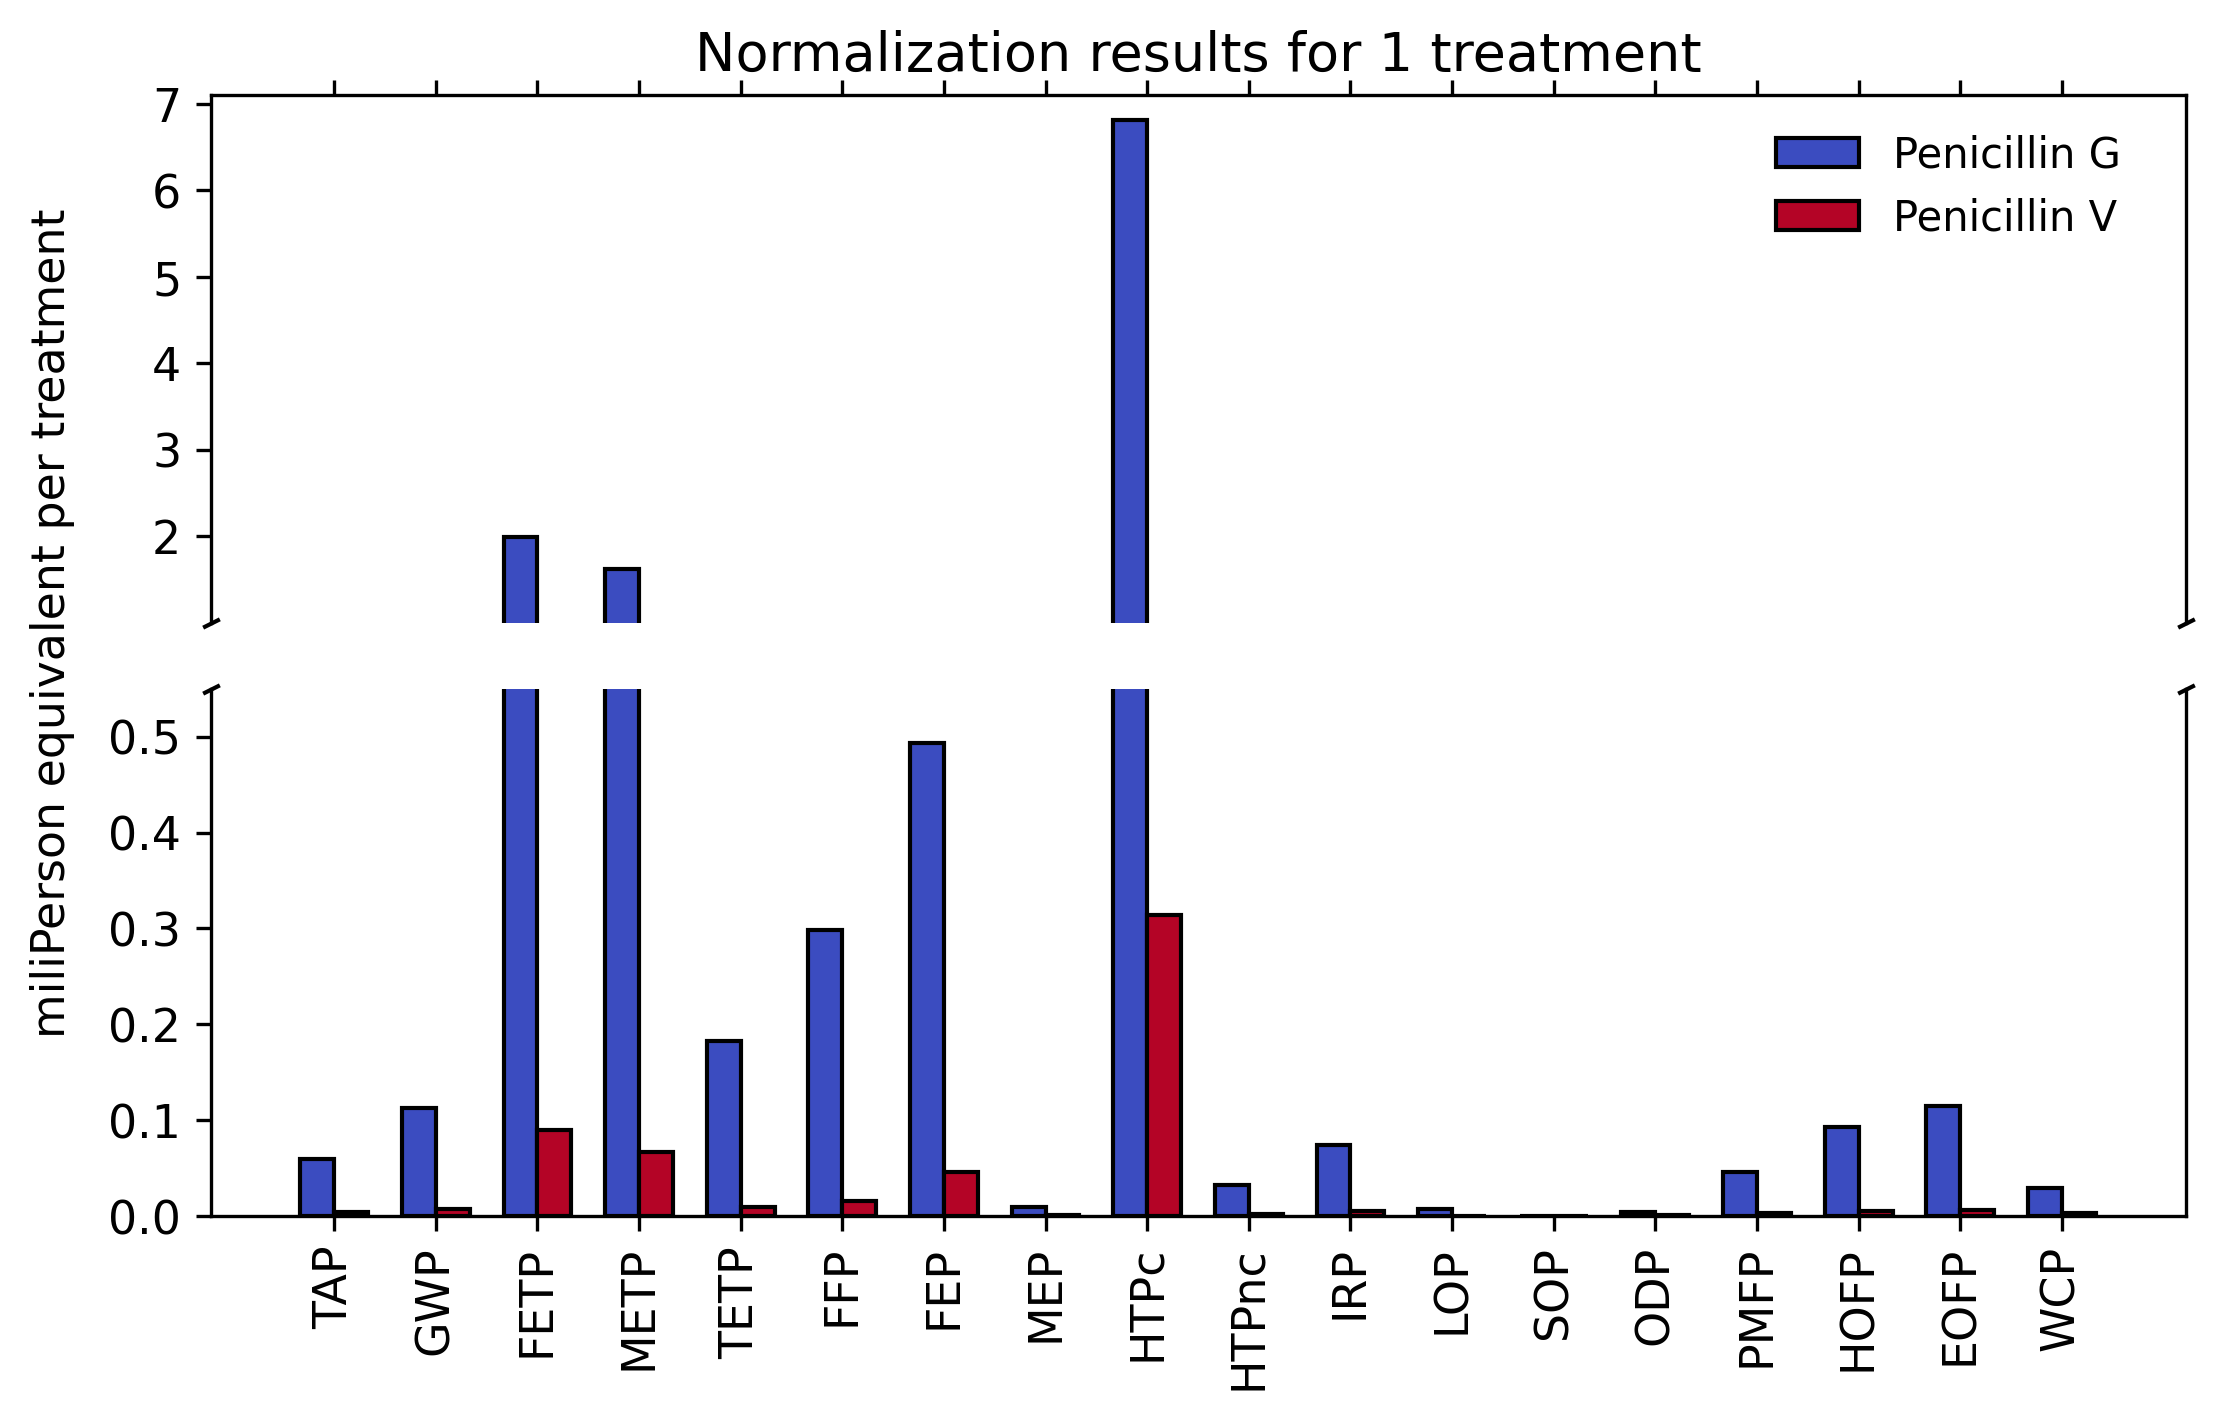 Normalization results for 1 treatment
miliPerson equivalent per treatment
7
6
5
4
3
2
0.5
0.4
0.3
0.2
0.1
0.0
Penicillin G
Penicillin V
TAP
GWP
FETP
METP
TETP
FFP
FEP
MEP
HTPc
HTPnc
IRP
LOP
SOP
ODP
PMFP
HOFP
EOFP
WCP